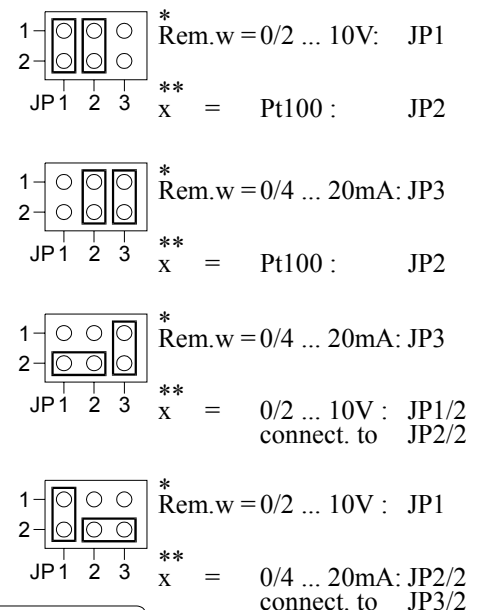 *
1 Rem.w = 0/2 ... 10V: JP1
2
**
JP 1 2 3 x = Pt100 : JP2
*
1 Rem.w = 0/4 ... 20mA: JP3
2
**
JP 1 2 3 x = Pt100 : JP2
*
1 Rem.w = 0/4 ... 20mA: JP3
2
**
JP 1 2 3 x = 0/2 ... 10V : JP1/2
connect. to JP2/2
*
1 Rem.w = 0/2 ... 10V : JP1
2
**
JP 1 2 3 x = 0/4 ... 20mA: JP2/2
connect. to JP3/2